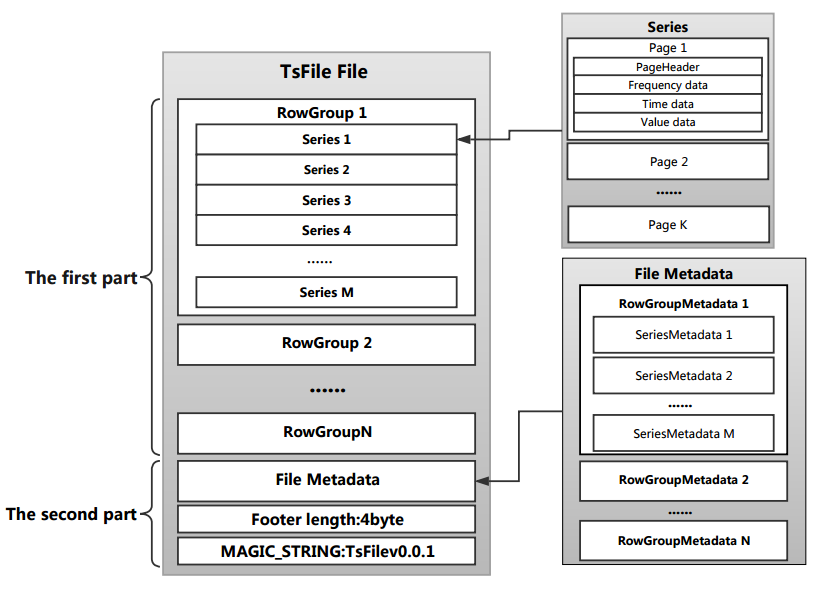 TsFile File
The first part
RowGroup 1
Series 1
Series 2
Series 3
Series 4
......
Series M
RowGroup 2
......
RowGroupN
The second part
File Metadata
Footer length:4byte
MAGIC_STRING:TsFilev0.0.1
Series
Page 1
PageHeader
Frequency data
Time data
Value data
Page 2
......
Page K
File Metadata
RowGroupMetadata 1
SeriesMetadata 1
SeriesMetadata 2
......
SeriesMetadata M
RowGroupMetadata 2
......
RowGroupMetadata N